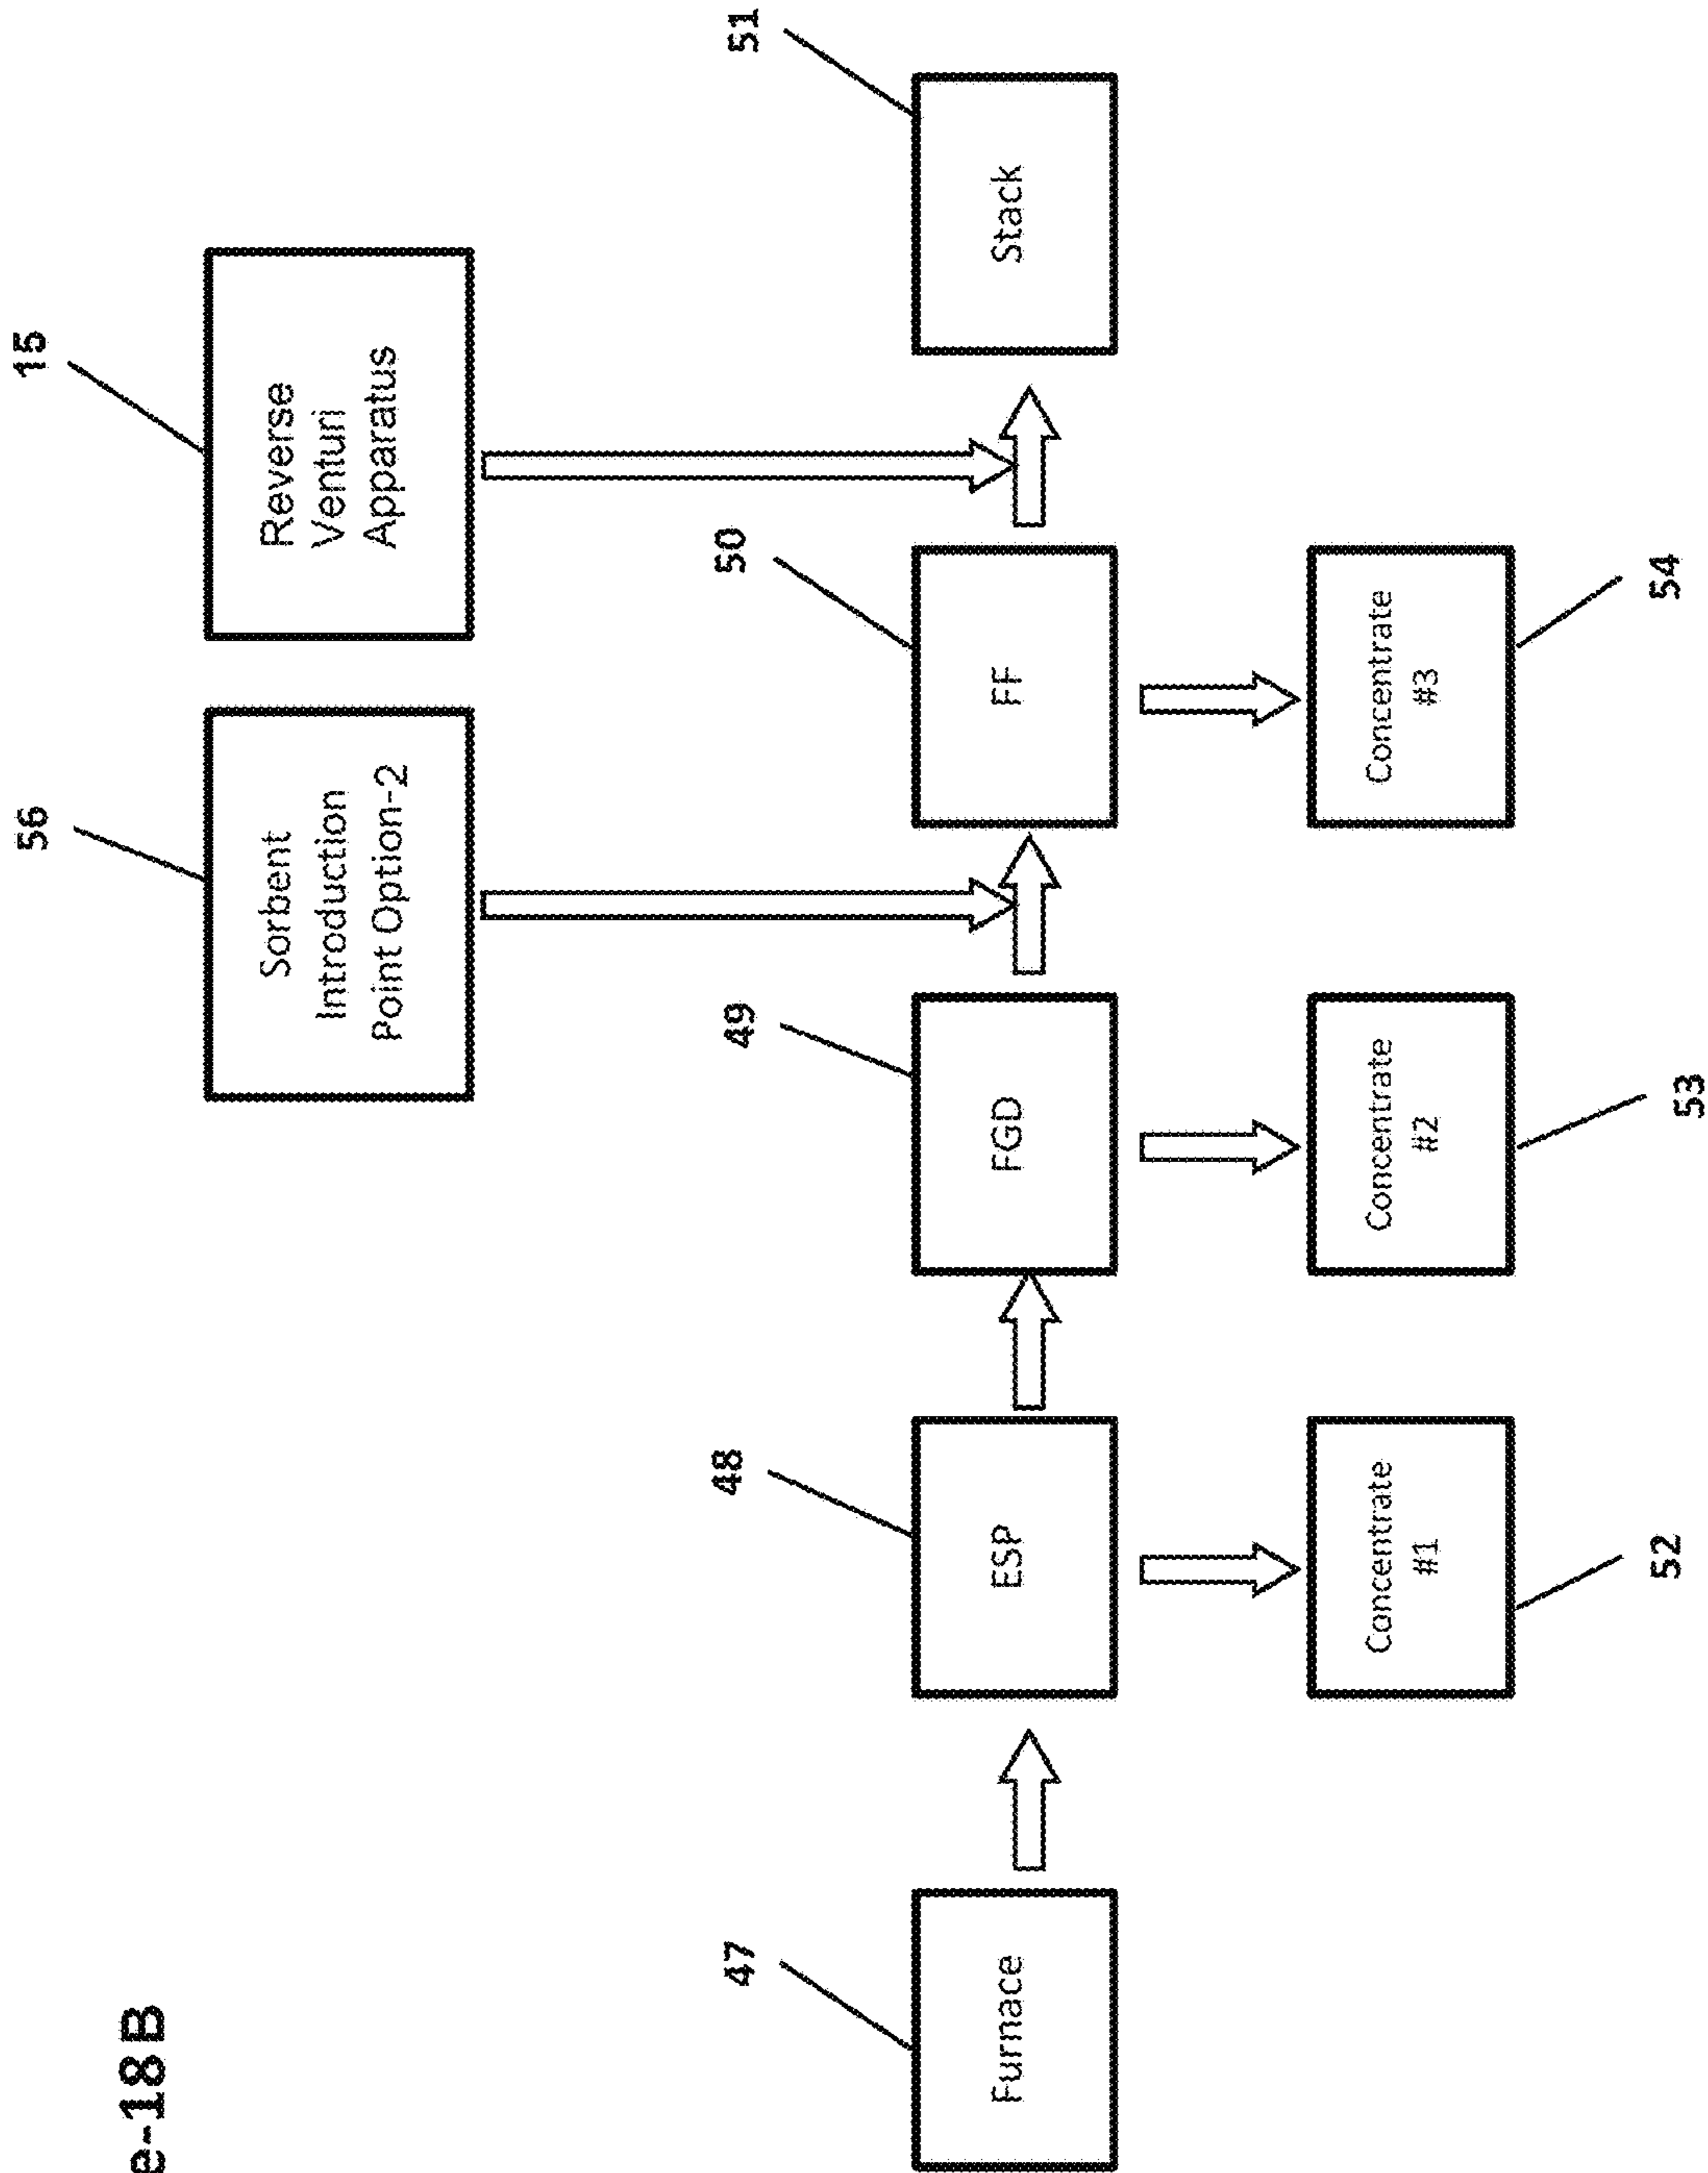 e-18B
56
15
Sorbent
Introduction
Point Option-2
Reverse
Venturi
Apparatus
47
48
49
50
51
Furnace
ESP
FGD
FF
Stack
Concentrate
#1
Concentrate
#2
Concentrate
#3
52
53
54